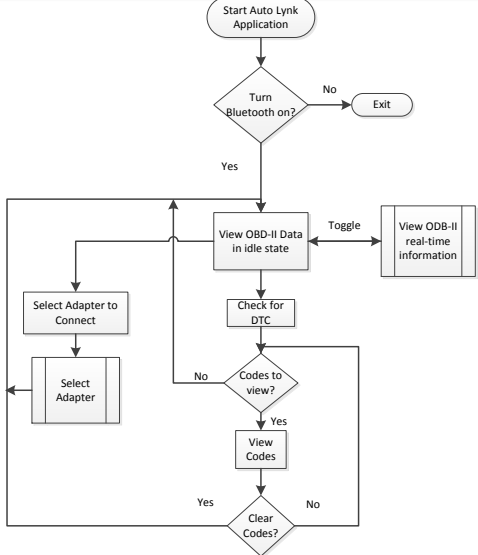 Start Auto Lynk
Application
Turn
Bluetooth on?
No
Exit
Yes
View OBD-II Data
in idle state
Toggle
View ODB-II
real-time
information
Select Adapter to
Connect
Check for
DTC
Select
Adapter
No
Codes to
view?
Yes
View
Codes
Yes
No
Clear
Codes?